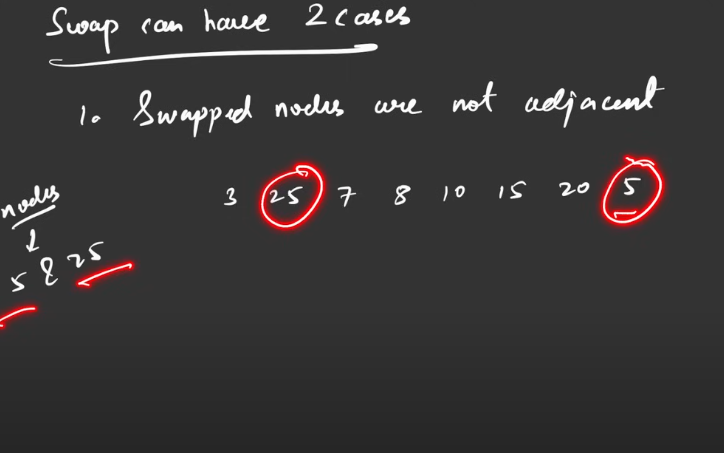 Swap can have 2 cases
1. Swapped nodes are not adjacent
3 25 7 8 10 15 20 5
nodes
↓
5 & 25